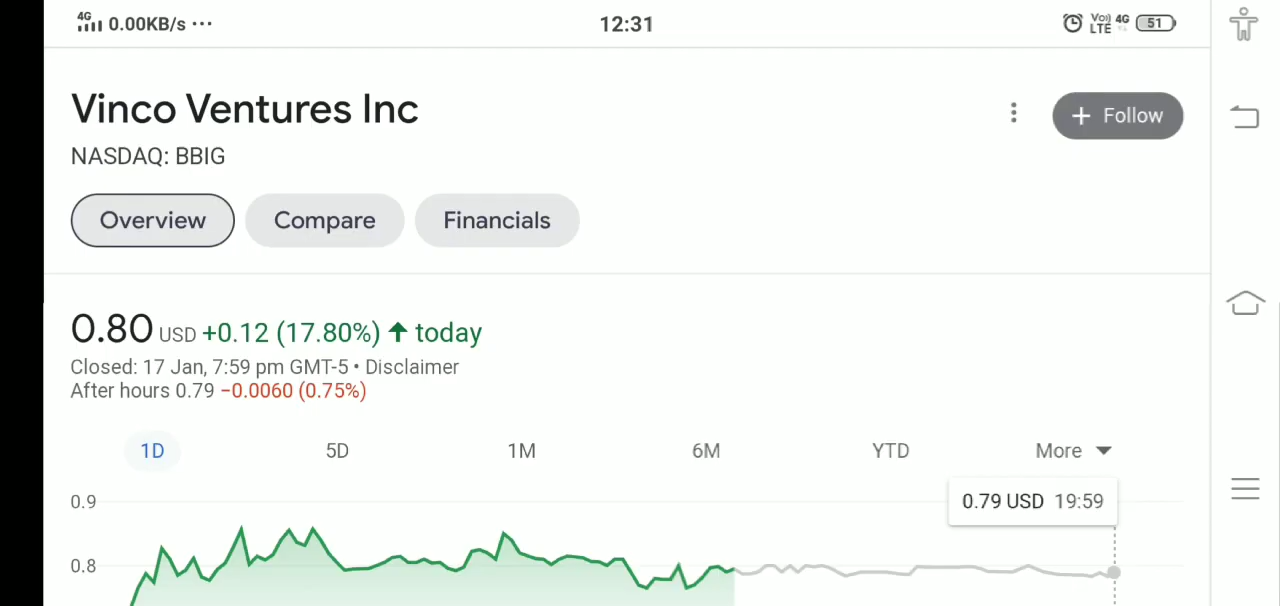 4G 0.00KB/s ... 12:31 Vo) LTE 4G 51
Vinco Ventures Inc
+ Follow
NASDAQ: BBIG
Overview Compare Financials
0.80 USD +0.12 (17.80%) ↑ today
Closed: 17 Jan, 7:59 pm GMT-5 • Disclaimer
After hours 0.79 −0.0060 (0.75%)
1D 5D 1M 6M YTD More
0.9
0.79 USD 19:59
0.8